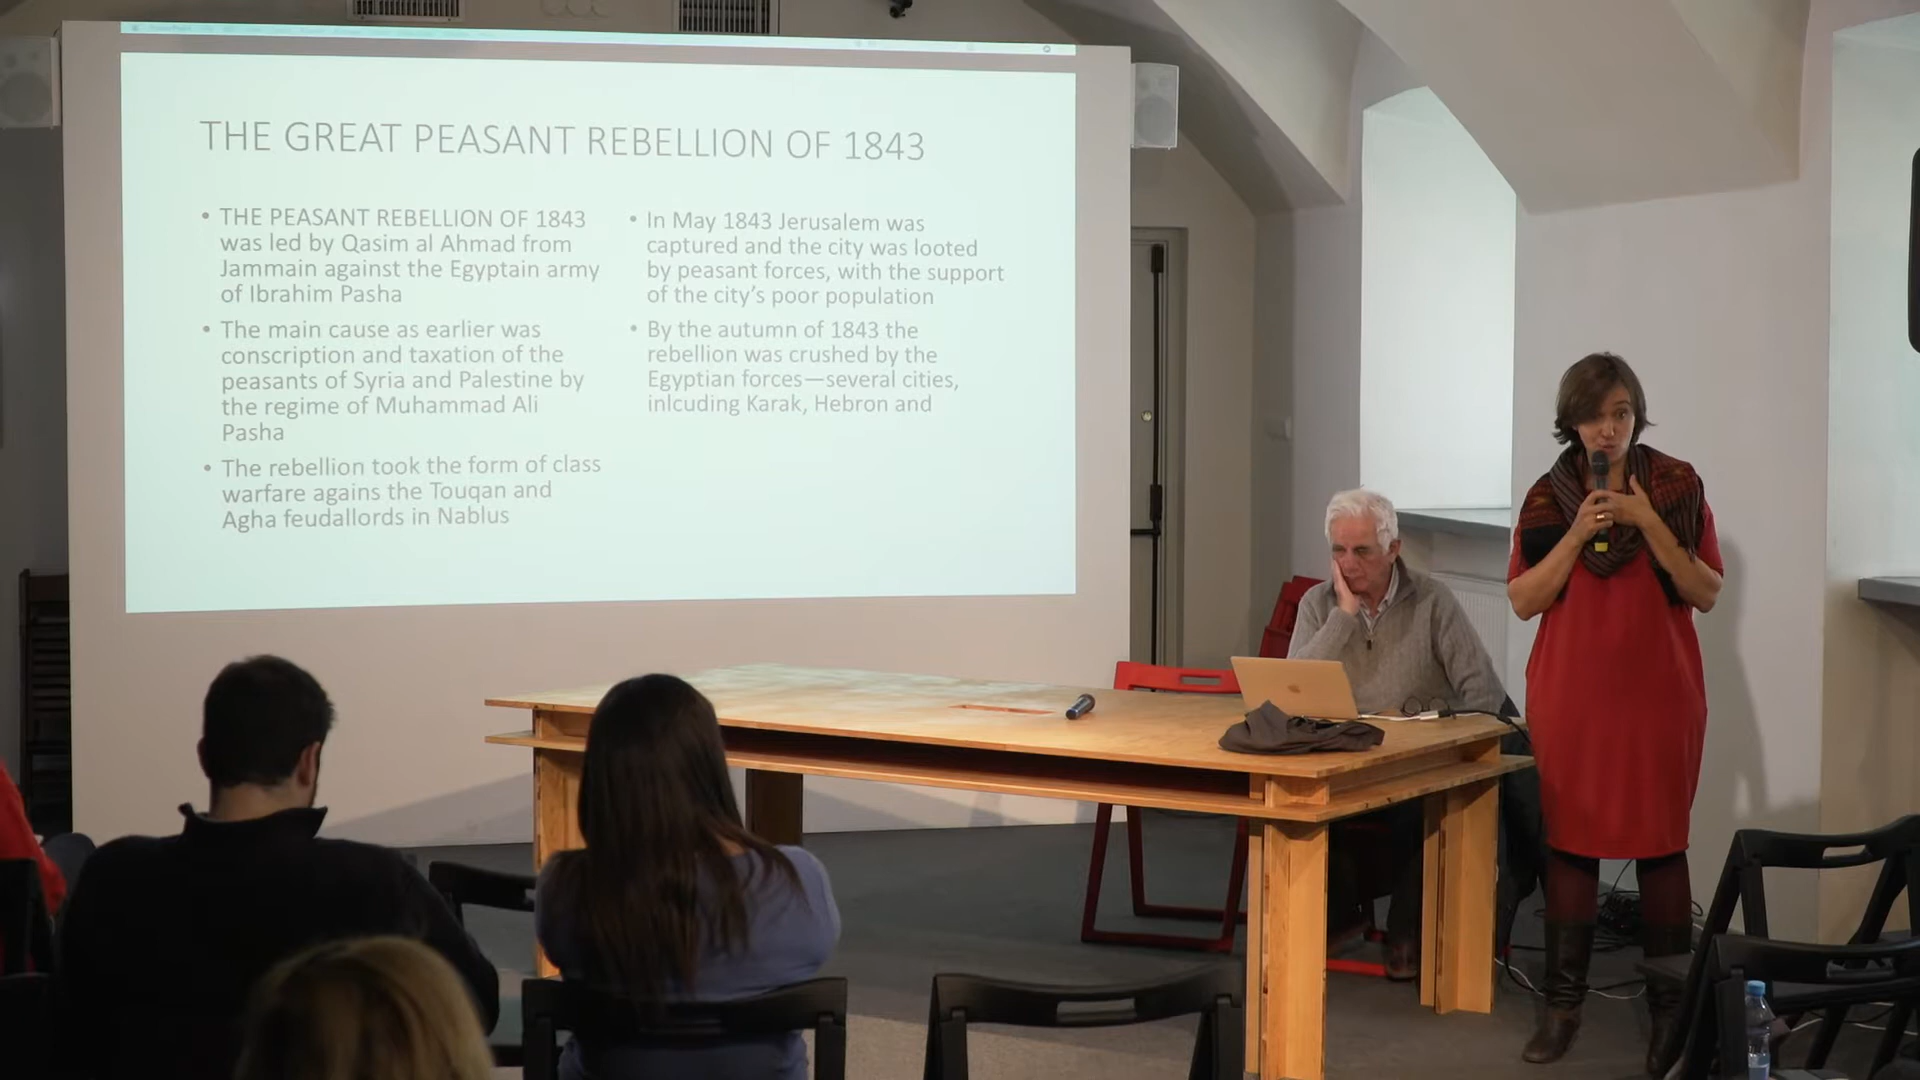 THE GREAT PEASANT REBELLION OF 1843
• THE PEASANT REBELLION OF 1843
was led by Qasim al Ahmad from
Jammain against the Egyptain army
of Ibrahim Pasha
• The main cause as earlier was
conscription and taxation of the
peasants of Syria and Palestine by
the regime of Muhammad Ali
Pasha
• The rebellion took the form of class
warfare agains the Touqan and
Agha feudallords in Nablus
• In May 1843 Jerusalem was
captured and the city was looted
by peasant forces, with the support
of the city's poor population
• By the autumn of 1843 the
rebellion was crushed by the
Egyptian forces—several cities,
inlcuding Karak, Hebron and